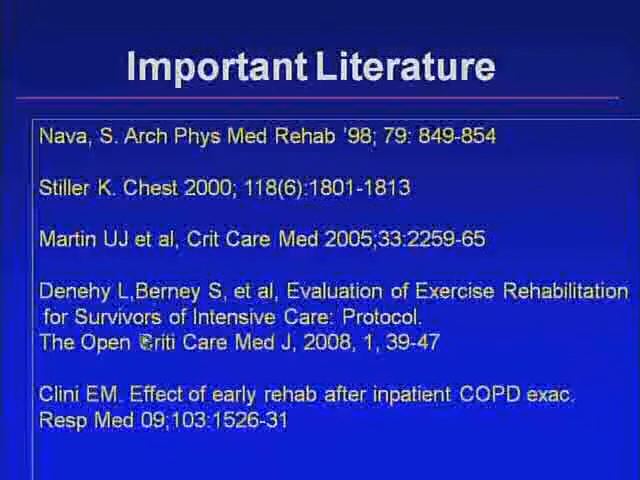 Important Literature
Nava, S. Arch Phys Med Rehab '98; 79: 849-854
Stiller K. Chest 2000; 118(6):1801-1813
Martin UJ et al, Crit Care Med 2005;33:2259-65
Denehy L,Berney S, et al, Evaluation of Exercise Rehabilitation
for Survivors of Intensive Care: Protocol.
The Open Criti Care Med J, 2008, 1, 39-47
Clini EM. Effect of early rehab after inpatient COPD exac.
Resp Med 09;103:1526-31